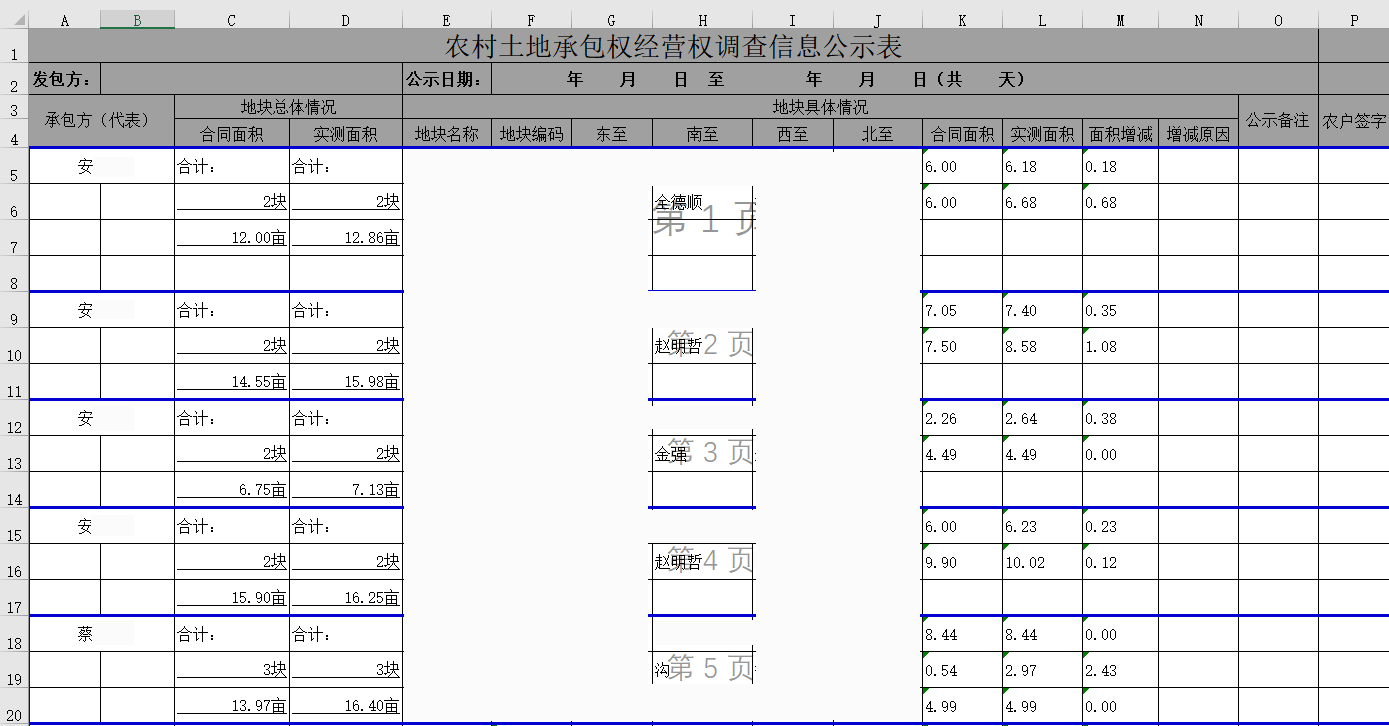 A B C D E F G H I J K L M N O P
1 农村土地承包权经营权调查信息公示表
2 发包方: 公示日期: 年 月 日 至 年 月 日(共 天)
3 承包方(代表) 地块总体情况 地块具体情况 公示备注 农户签字
4 合同面积 实测面积 地块名称 地块编码 东至 南至 西至 北至 合同面积 实测面积 面积增减 增减原因
5 安 合计: 合计: 6.00 6.18 0.18
6 2块 2块 全德顺 6.00 6.68 0.68
第 1 页
7 12.00亩 12.86亩
8
9 安 合计: 合计: 7.05 7.40 0.35
10 2块 2块 赵明哲 第 2 页 7.50 8.58 1.08
11 14.55亩 15.98亩
12 安 合计: 合计: 2.26 2.64 0.38
13 2块 2块 金强 第 3 页 4.49 4.49 0.00
14 6.75亩 7.13亩
15 安 合计: 合计: 6.00 6.23 0.23
16 2块 2块 赵明哲 第 4 页 9.90 10.02 0.12
17 15.90亩 16.25亩
18 蔡 合计: 合计: 8.44 8.44 0.00
19 3块 3块 沟 第 5 页 0.54 2.97 2.43
20 13.97亩 16.40亩 4.99 4.99 0.00